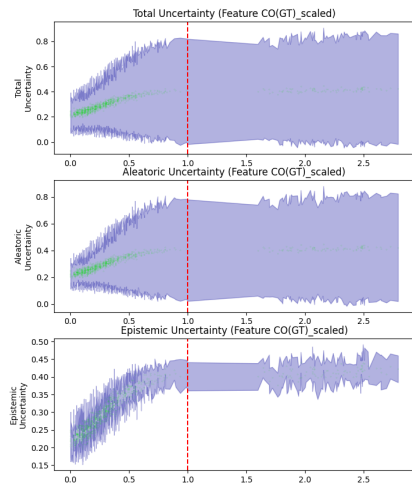 Total Uncertainty (Feature CO(GT)_scaled)
Total
Uncertainty
0.8
0.6
0.4
0.2
0.0
0.0 0.5 1.0 1.5 2.0 2.5
Aleatoric Uncertainty (Feature CO(GT)_scaled)
Aleatoric
Uncertainty
0.8
0.6
0.4
0.2
0.0
0.0 0.5 1.0 1.5 2.0 2.5
Epistemic Uncertainty (Feature CO(GT)_scaled)
Epistemic
Uncertainty
0.50
0.45
0.40
0.35
0.30
0.25
0.20
0.15
0.0 0.5 1.0 1.5 2.0 2.5